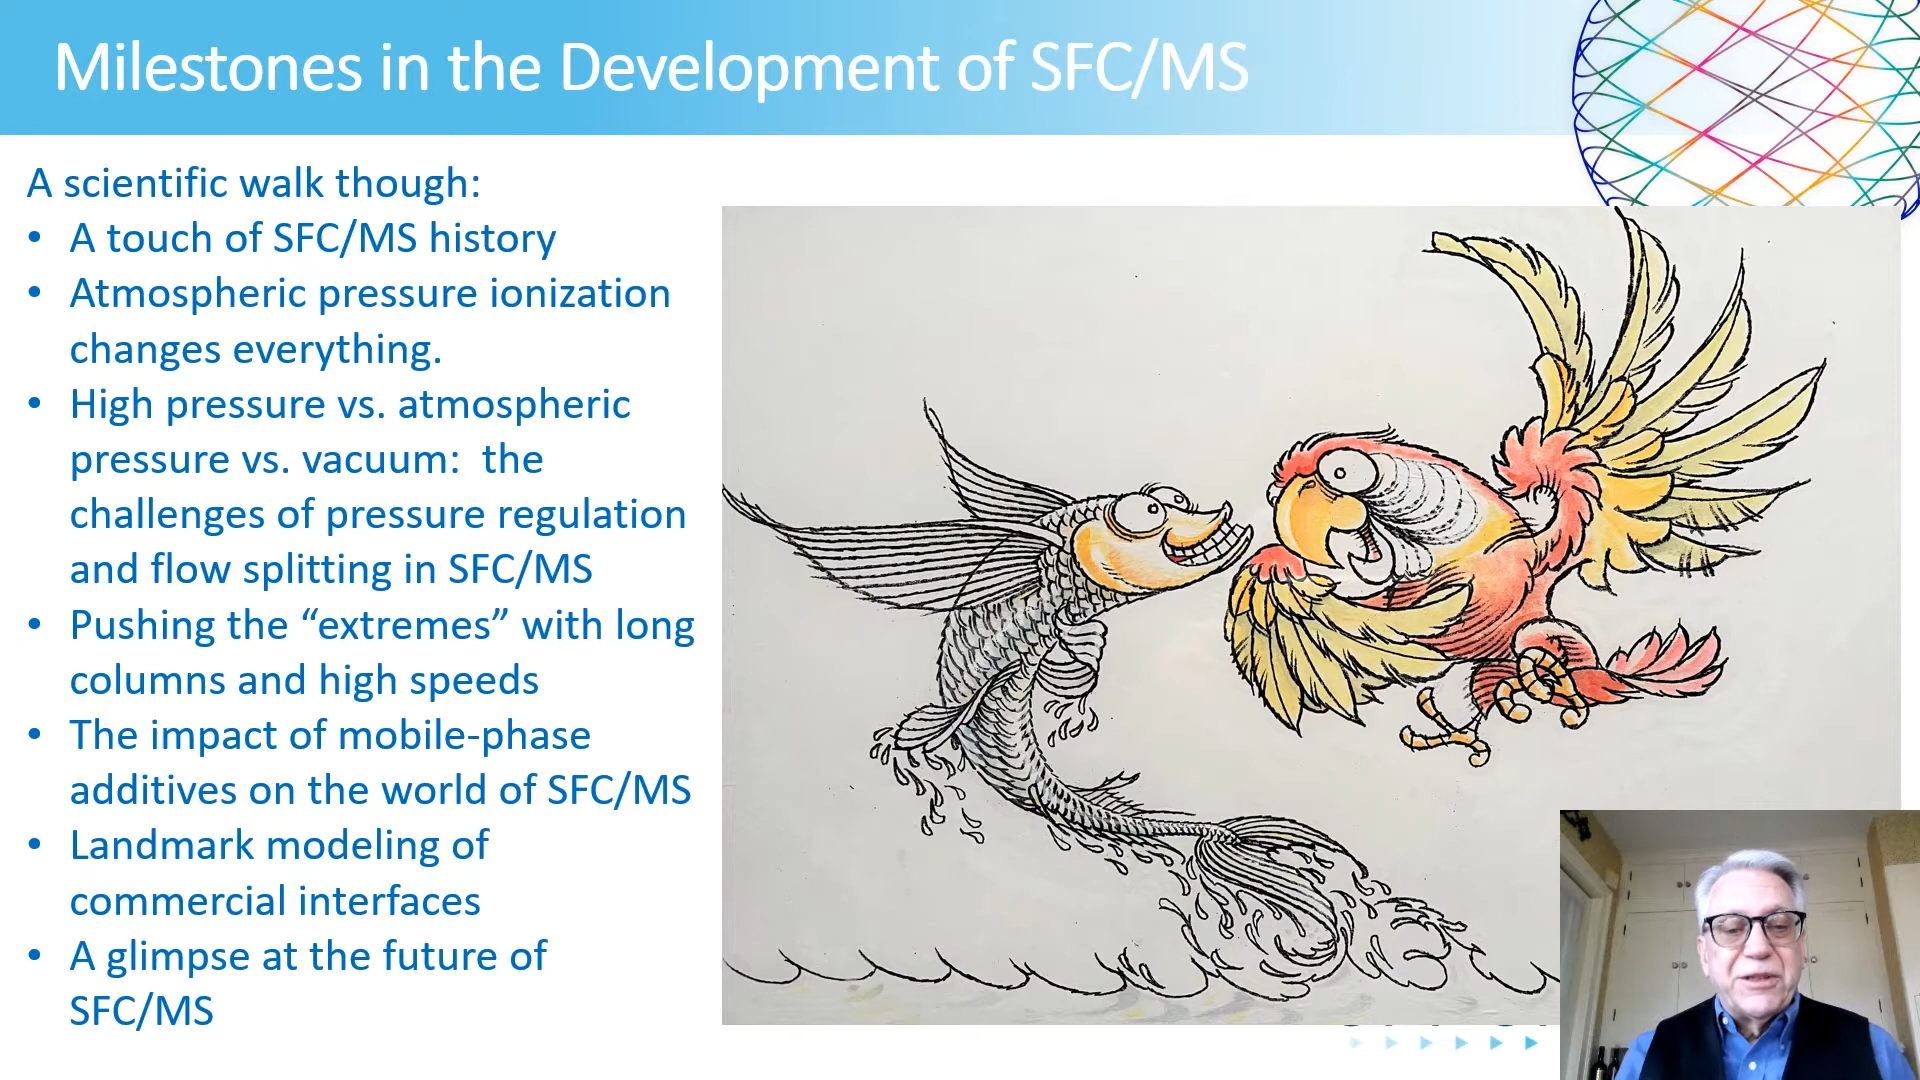 Milestones in the Development of SFC/MS
A scientific walk though:
• A touch of SFC/MS history
• Atmospheric pressure ionization
changes everything.
• High pressure vs. atmospheric
pressure vs. vacuum:  the
challenges of pressure regulation
and flow splitting in SFC/MS
• Pushing the “extremes” with long
columns and high speeds
• The impact of mobile-phase
additives on the world of SFC/MS
• Landmark modeling of
commercial interfaces
• A glimpse at the future of
SFC/MS